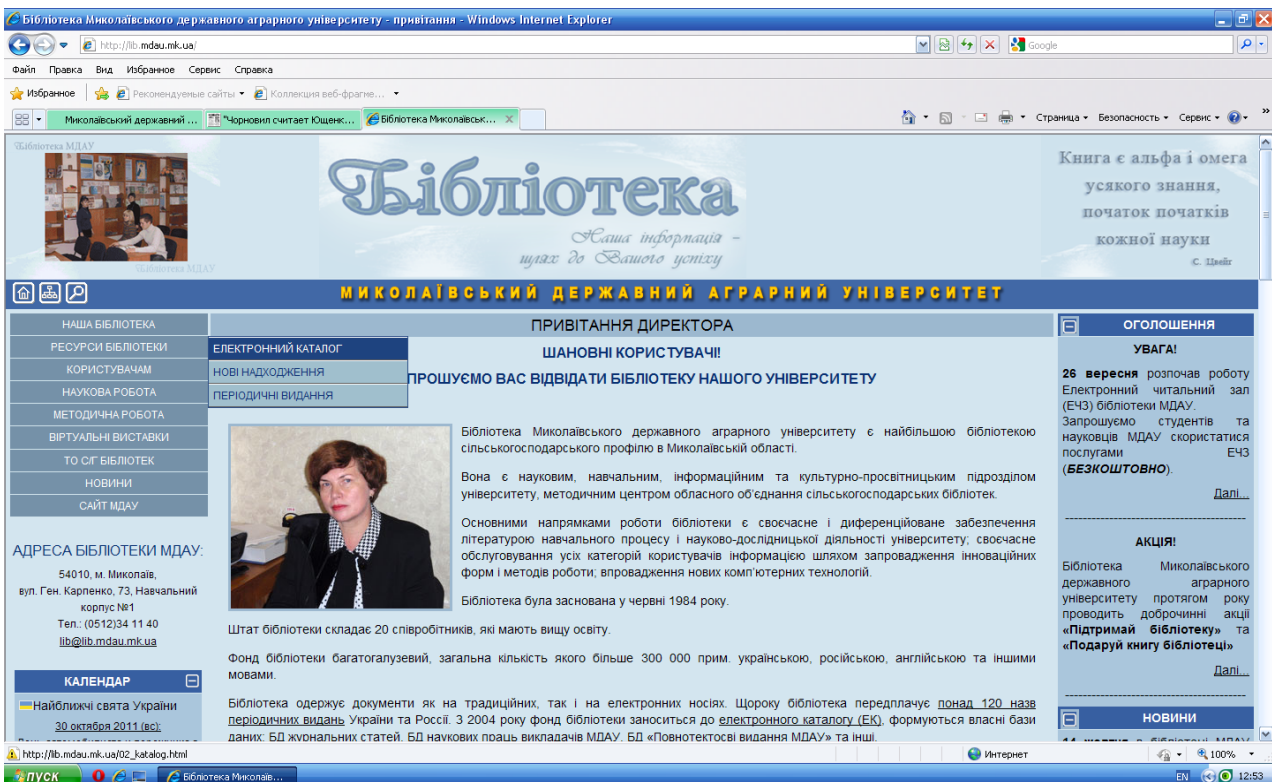 Бібліотека Миколаївського державного аграрного університету - привітання - Windows Internet Explorer
http://lib.mdau.mk.ua/
Google
Файл Правка Вид Избранное Сервис Справка
Избранное Рекомендуемые сайты Коллекция веб-фрагме...
Миколаївський державний ... "Чорновил считает Ющенк... Бібліотека Миколаївськ...
Страница Безопасность Сервис
Бібліотека МДАУ
Бібліотека МДАУ
Бібліотека
Наша інформація –
шлях до Вашого успіху
Книга є альфа і омега
усякого знання,
початок початків
кожної науки
С. Цвейг
МИКОЛАЇВСЬКИЙ ДЕРЖАВНИЙ АГРАРНИЙ УНІВЕРСИТЕТ
НАША БІБЛІОТЕКА
РЕСУРСИ БІБЛІОТЕКИ
КОРИСТУВАЧАМ
НАУКОВА РОБОТА
МЕТОДИЧНА РОБОТА
ВІРТУАЛЬНІ ВИСТАВКИ
ТО С/Г БІБЛІОТЕК
НОВИНИ
САЙТ МДАУ
ЕЛЕКТРОННИЙ КАТАЛОГ
НОВІ НАДХОДЖЕННЯ
ПЕРІОДИЧНІ ВИДАННЯ
АДРЕСА БІБЛІОТЕКИ МДАУ:
54010, м. Миколаїв,
вул. Ген. Карпенко, 73, Навчальний
корпус №1
Тел.: (0512)34 11 40
lib@lib.mdau.mk.ua
КАЛЕНДАР
Найближчі свята України
30 октября 2011 (вс):
ПРИВІТАННЯ ДИРЕКТОРА
ШАНОВНІ КОРИСТУВАЧІ!
ПРОШУЄМО ВАС ВІДВІДАТИ БІБЛІОТЕКУ НАШОГО УНІВЕРСИТЕТУ
Бібліотека Миколаївського державного аграрного університету є найбільшою бібліотекою
сільськогосподарського профілю в Миколаївській області.
Вона є науковим, навчальним, інформаційним та культурно-просвітницьким підрозділом
університету, методичним центром обласного об'єднання сільськогосподарських бібліотек.
Основними напрямками роботи бібліотеки є своєчасне і диференційоване забезпечення
літературою навчального процесу і науково-дослідницької діяльності університету; своєчасне
обслуговування усіх категорій користувачів інформацією шляхом запровадження інноваційних
форм і методів роботи; впровадження нових комп'ютерних технологій.
Бібліотека була заснована у червні 1984 року.
Штат бібліотеки складає 20 співробітників, які мають вищу освіту.
Фонд бібліотеки багатогалузевий, загальна кількість якого більше 300 000 прим. українською, російською, англійською та іншими
мовами.
Бібліотека одержує документи як на традиційних, так і на електронних носіях. Щороку бібліотека передплачує понад 120 назв
періодичних видань України та Россії. З 2004 року фонд бібліотеки заноситься до електронного каталогу (ЕК), формуються власні бази
даних: БД журнальних статей, БД наукових праць викладачів МДАУ, БД «Повнотектосві видання МДАУ» та інші.
ОГОЛОШЕННЯ
УВАГА!
26 вересня розпочав роботу
Електронний читальний зал
(ЕЧЗ) бібліотеки МДАУ.
Запрошуємо студентів та
науковців МДАУ скористатися
послугами ЕЧЗ
(БЕЗКОШТОВНО).
Далі...
АКЦІЯ!
Бібліотека Миколаївського
державного аграрного
університету протягом року
проводить доброчинні акції
«Підтримай бібліотеку» та
«Подаруй книгу бібліотеці»
Далі...
НОВИНИ
14 жовтня в бібліотеці МДАУ
http://lib.mdau.mk.ua/02_katalog.html
Интернет
100%
пуск
Бібліотека Миколаїв...
EN
12:53